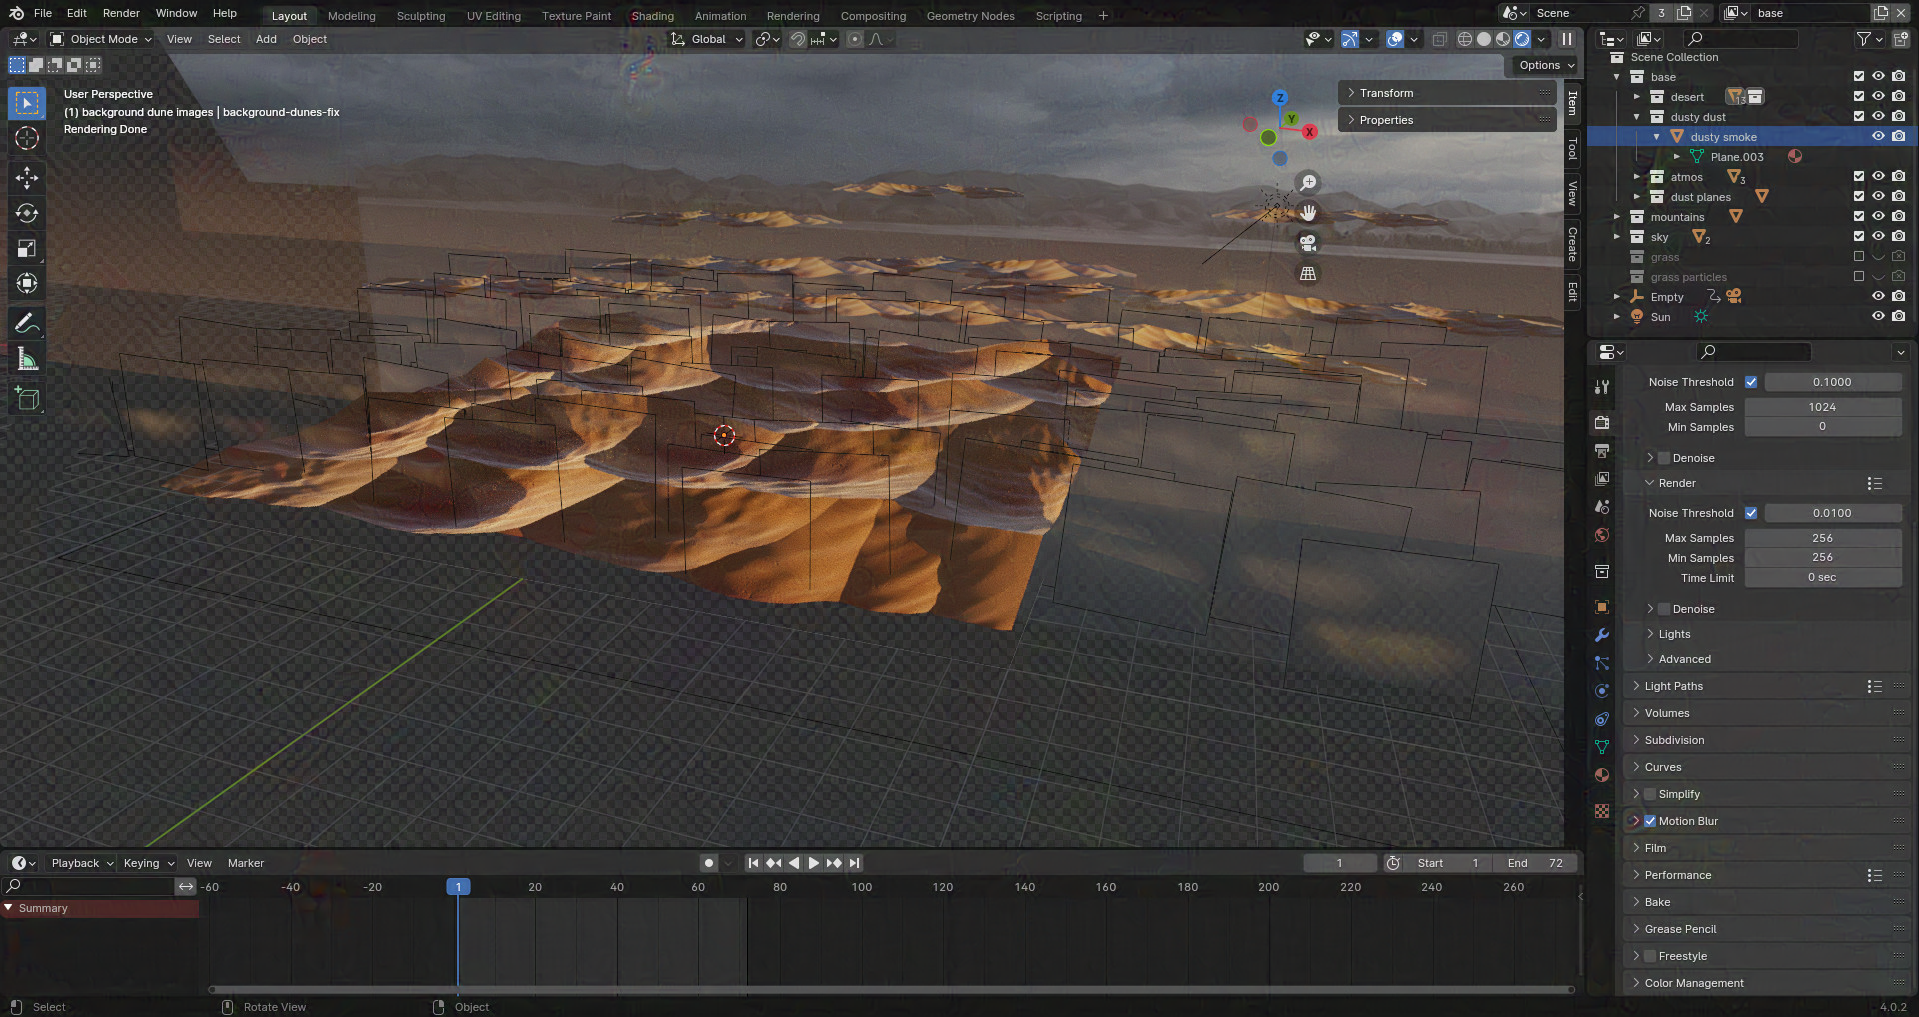 File Edit Render Window Help Layout Modeling Sculpting UV Editing Texture Paint Shading Animation Rendering Compositing Geometry Nodes Scripting + Scene 3 base
Object Mode View Select Add Object Global
Options
User Perspective
(1) background dune images | background-dunes-fix
Rendering Done
Z
Y
X
Transform
Properties
Item
Tool
View
Create
Edit
Scene Collection
base
desert 13
dusty dust
dusty smoke
Plane.003
atmos 3
dust planes
mountains
sky 2
grass
grass particles
Empty
Sun
Noise Threshold 0.1000
Max Samples 1024
Min Samples 0
Denoise
Render
Noise Threshold 0.0100
Max Samples 256
Min Samples 256
Time Limit 0 sec
Denoise
Lights
Advanced
Light Paths
Volumes
Subdivision
Curves
Simplify
Motion Blur
Film
Performance
Bake
Grease Pencil
Freestyle
Color Management
Playback Keying View Marker 1 Start 1 End 72
-60 -40 -20 1 20 40 60 80 100 120 140 160 180 200 220 240 260
Summary
Select Rotate View Object 4.0.2